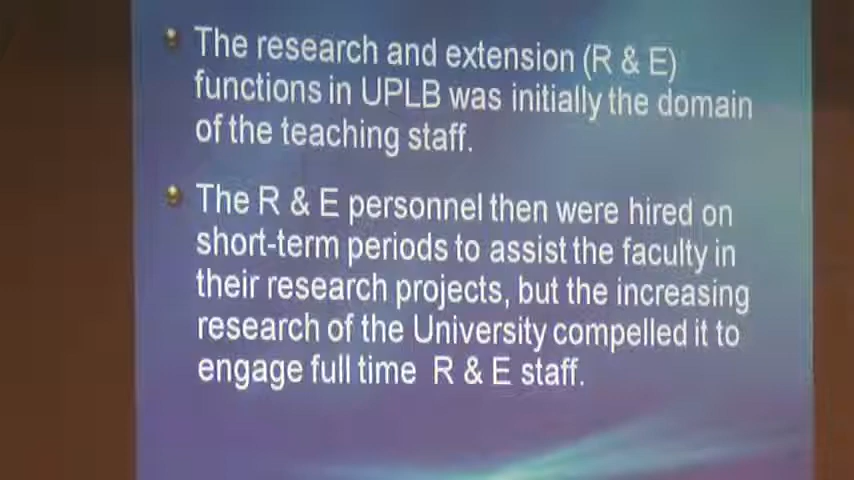 The research and extension (R & E)
functions in UPLB was initially the domain
of the teaching staff.
The R & E personnel then were hired on
short-term periods to assist the faculty in
their research projects, but the increasing
research of the University compelled it to
engage full time R & E staff.